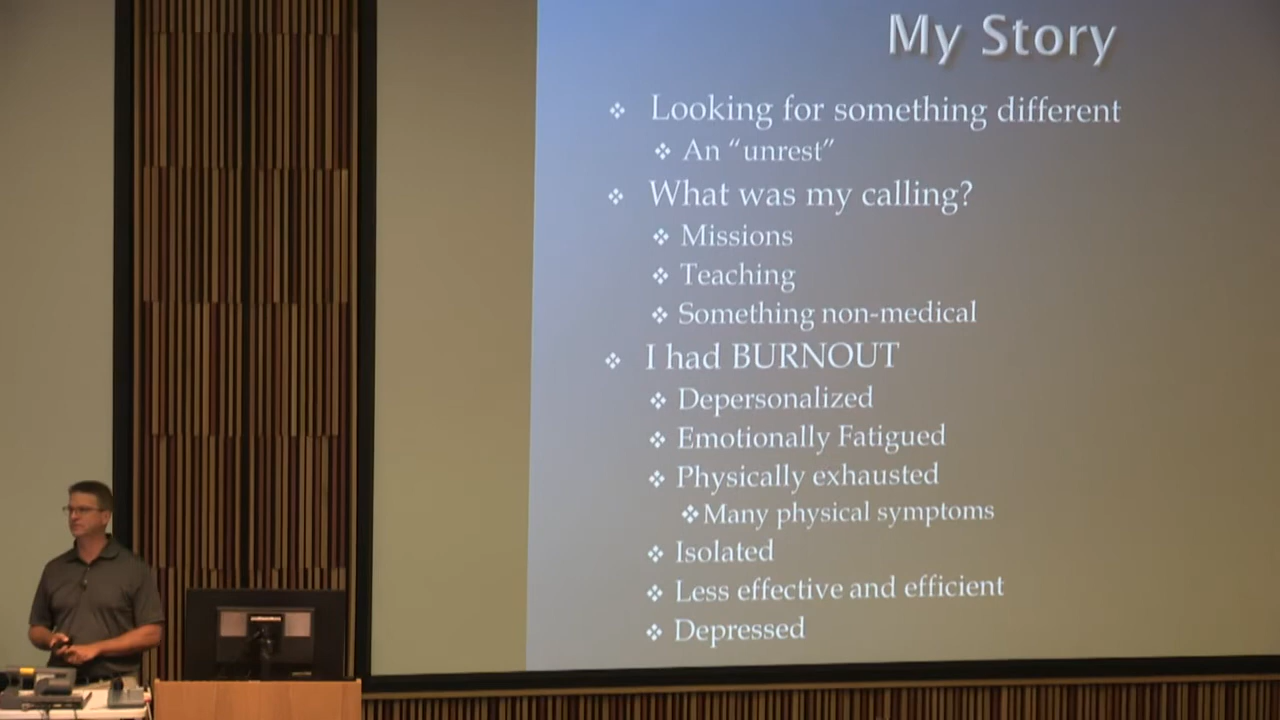 My Story
❖ Looking for something different
❖ An “unrest”
❖ What was my calling?
❖ Missions
❖ Teaching
❖ Something non-medical
❖ I had BURNOUT
❖ Depersonalized
❖ Emotionally Fatigued
❖ Physically exhausted
❖ Many physical symptoms
❖ Isolated
❖ Less effective and efficient
❖ Depressed